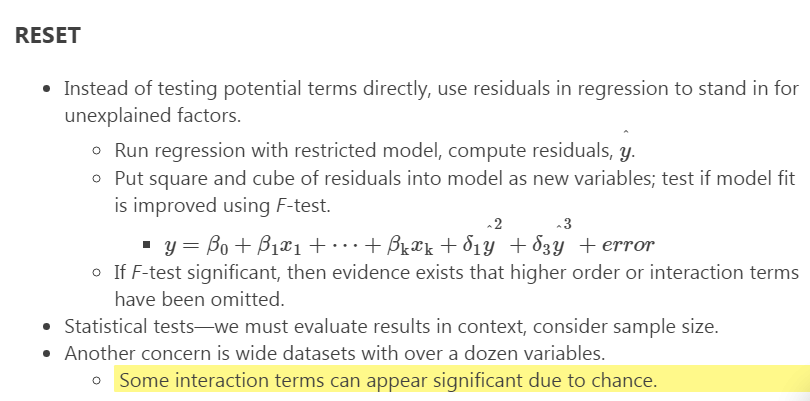 RESET
• Instead of testing potential terms directly, use residuals in regression to stand in for
unexplained factors.
◦ Run regression with restricted model, compute residuals, ŷ.
◦ Put square and cube of residuals into model as new variables; test if model fit
is improved using F-test.
▪ y = β₀ + β₁x₁ + ⋯ + βₖxₖ + δ₁ŷ² + δ₃ŷ³ + error
◦ If F-test significant, then evidence exists that higher order or interaction terms
have been omitted.
• Statistical tests—we must evaluate results in context, consider sample size.
• Another concern is wide datasets with over a dozen variables.
◦ Some interaction terms can appear significant due to chance.